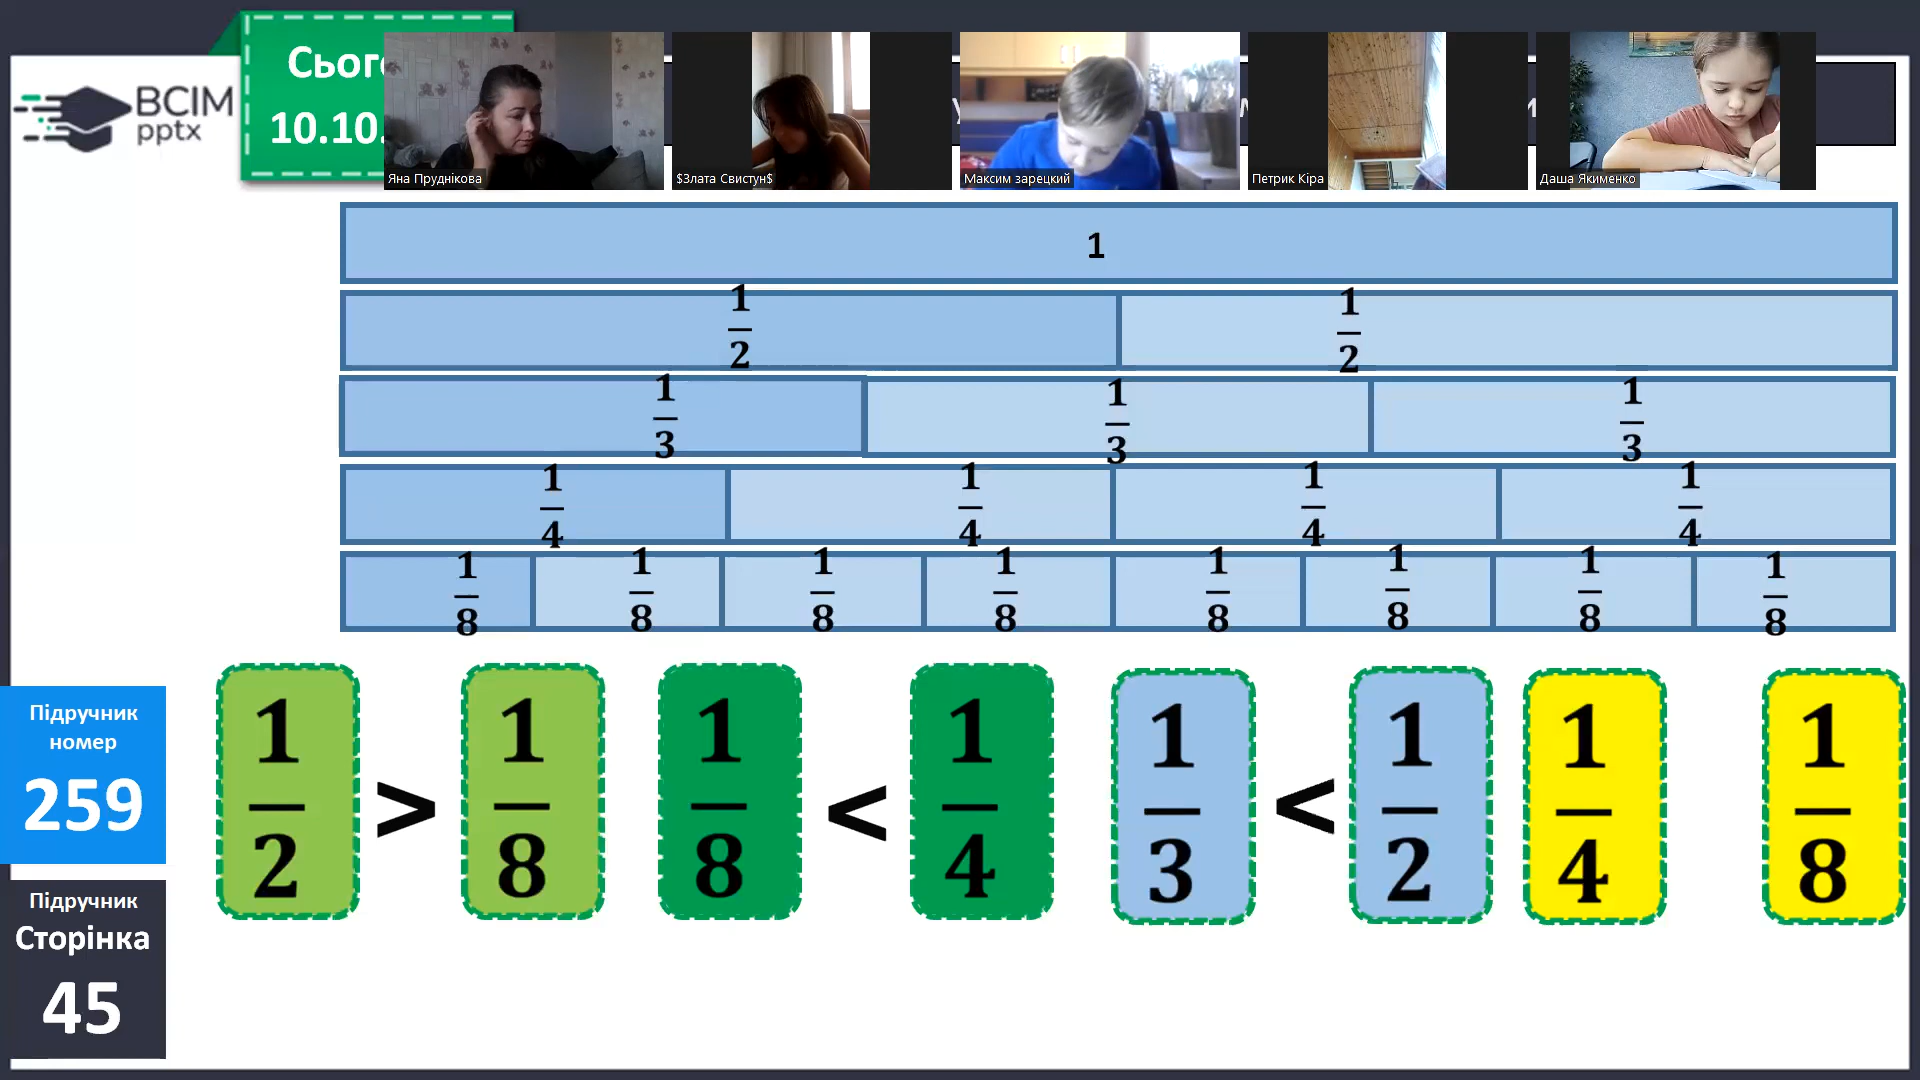 ВСІМ
pptx
10.10.
Яна Пруднікова
$Злата Свистун$
Максим зарецкий
Петрик Кіра
Даша Якименко
1
1/2 1/2
1/3 1/3 1/3
1/4 1/4 1/4 1/4
1/8 1/8 1/8 1/8 1/8 1/8 1/8 1/8
1/2 > 1/8 1/8 < 1/4 1/3 < 1/2 1/4 1/8
Підручник
номер
259
Підручник
Сторінка
45